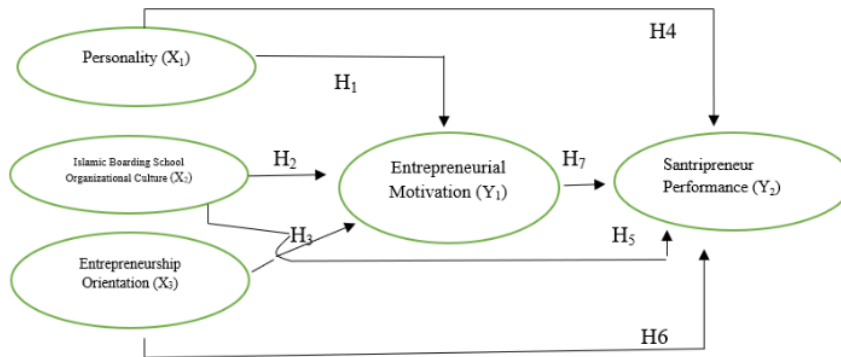 H4
Personality (X₁)
H₁
Islamic Boarding School
Organizational Culture (X₂)
H₂
Entrepreneurial
Motivation (Y₁)
H₇
Santripreneur
Performance (Y₂)
H₃
H₅
Entrepreneurship
Orientation (X₃)
H6